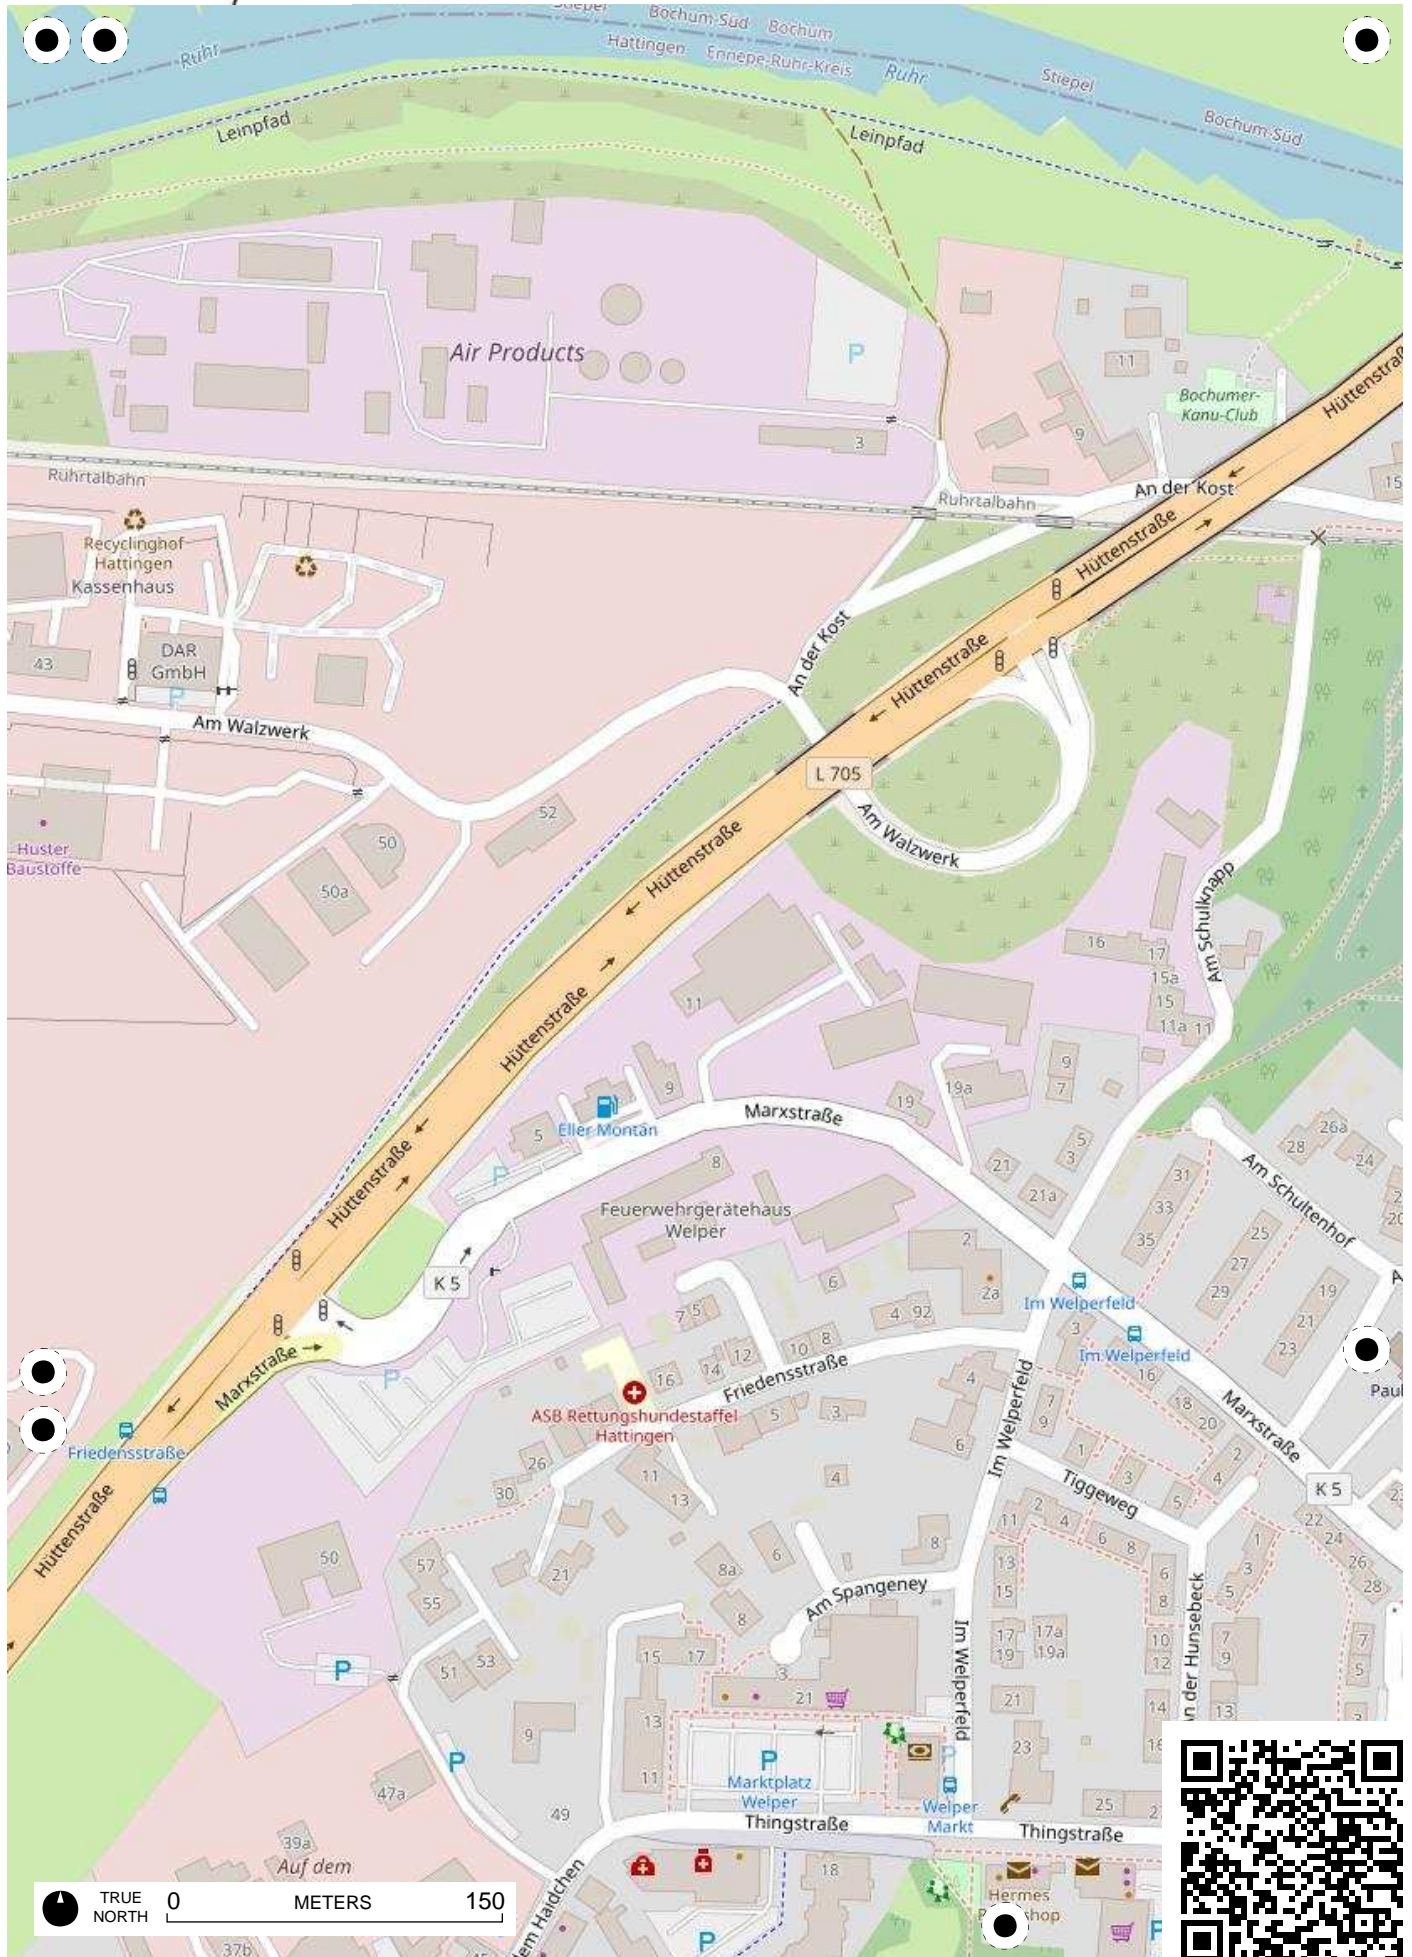 Stiepel
Bochum-Süd
Bochum
Hattingen
Ennepe-Ruhr-Kreis
Ruhr
Ruhr
Stiepel
Bochum-Süd
Leinpfad
Leinpfad
Air Products
P
11
Bochumer-
Kanu-Club
Hüttenstraß
9
3
15
Ruhrtalbahn
Ruhrtalbahn
An der Kost
Hüttenstraße
Recyclinghof
Hattingen
Kassenhaus
43
DAR
GmbH
P
An der Kost
Hüttenstraße
Am Walzwerk
L 705
52
50
50a
Huster
Baustoffe
Am Walzwerk
Hüttenstraße
Am Schulknapp
16
17
15a
15
11a
11
11
Hüttenstraße
9
7
9
19a
19
Marxstraße
5
Eller Montan
P
8
5
3
21
21a
26a
28
24
Am Schultenhof
Hüttenstraße
Feuerwehrgerätehaus
Welper
31
33
35
25
27
29
19
21
23
K 5
2
2a
6
4
92
7
5
Im Welperfeld
Im Welperfeld
3
Marxstraße
P
12
14
16
10
8
Friedensstraße
ASB Rettungshundestaffel
Hattingen
5
3
4
6
Im Welperfeld
7
9
16
18
20
Marxstraße
Paul
Friedensstraße
26
30
11
13
4
1
3
5
2
4
Tiggeweg
K 5
22
24
26
28
Hüttenstraße
50
57
55
21
8a
6
8
8
11
2
4
6
8
1
3
5
Am Spangeney
13
15
6
8
P
51
53
15
17
3
21
Im Welperfeld
17
19
17a
19a
10
12
7
9
7
5
An der Hunsebeck
9
13
11
21
23
14
16
13
3
P
P
Marktplatz
Welper
P
Welper
Markt
47a
49
25
Thingstraße
Thingstraße
39a
Auf dem
18
Hermes
37b
P
TRUE
NORTH
0
METERS
150